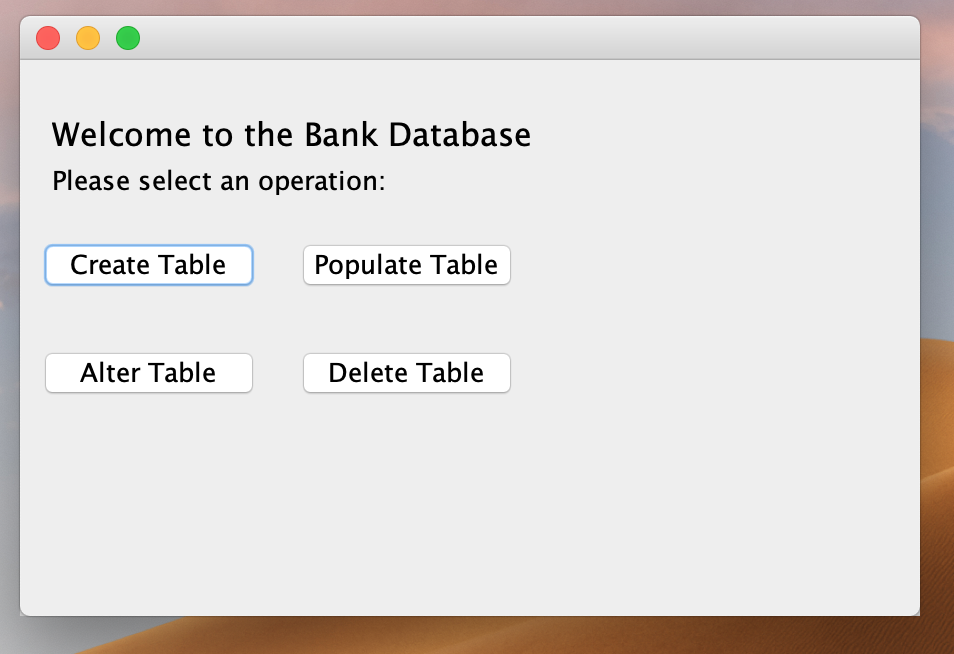 Welcome to the Bank Database
Please select an operation:
Create Table
Populate Table
Alter Table
Delete Table